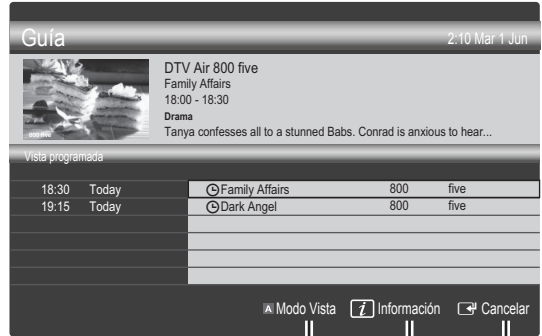 Guía 2:10 Mar 1 Jun
DTV Air 800 five
Family Affairs
18:00 - 18:30
Drama
Tanya confesses all to a stunned Babs. Conrad is anxious to hear...
800 five
Vista programada
18:30 Today Family Affairs 800 five
19:15 Today Dark Angel 800 five
A Modo Vista i Información Cancelar